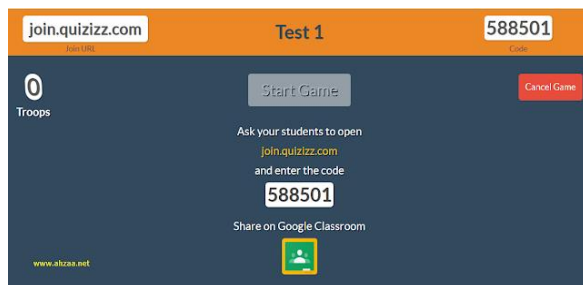 join.quizizz.com
Join URL
Test 1
588501
Code
0
Troops
Start Game
Cancel Game
Ask your students to open
join.quizizz.com
and enter the code
588501
Share on Google Classroom
www.ahzaa.net